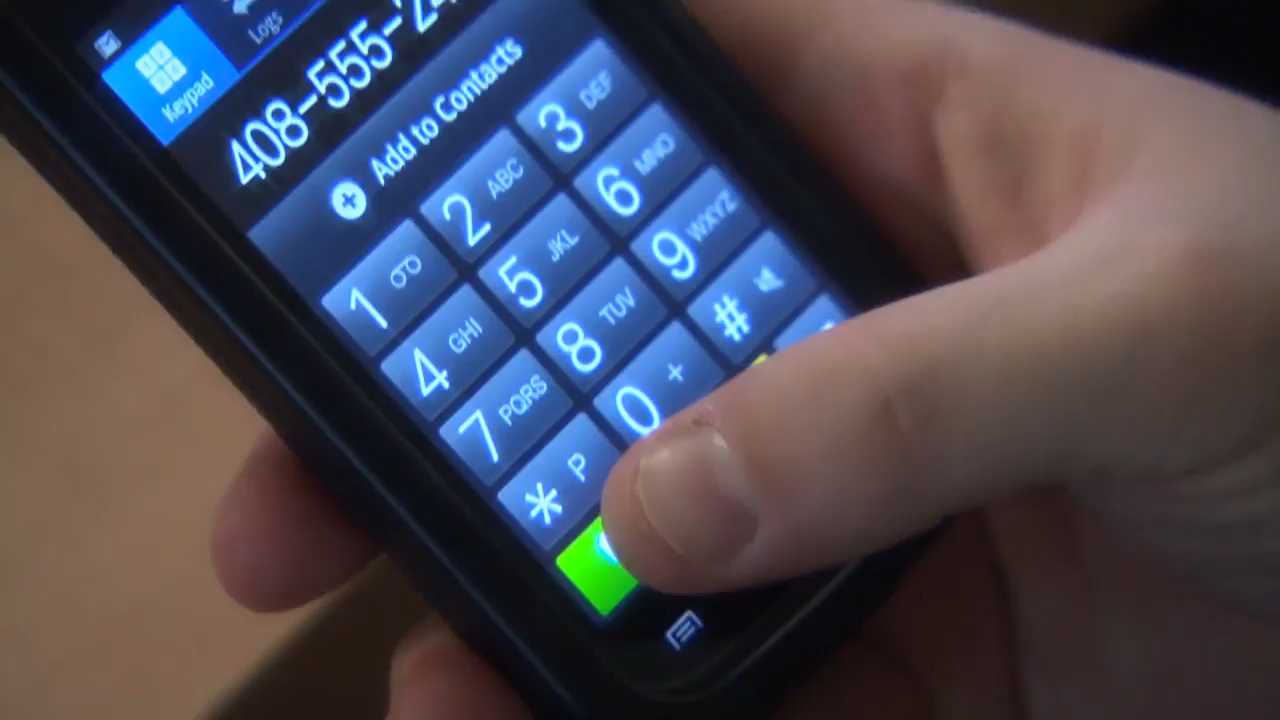 Keypad
Logs
408-555-24
Add to Contacts
1
2 ABC
3 DEF
4 GHI
5 JKL
6 MNO
7 PQRS
8 TUV
9 WXYZ
* P
0 +
#